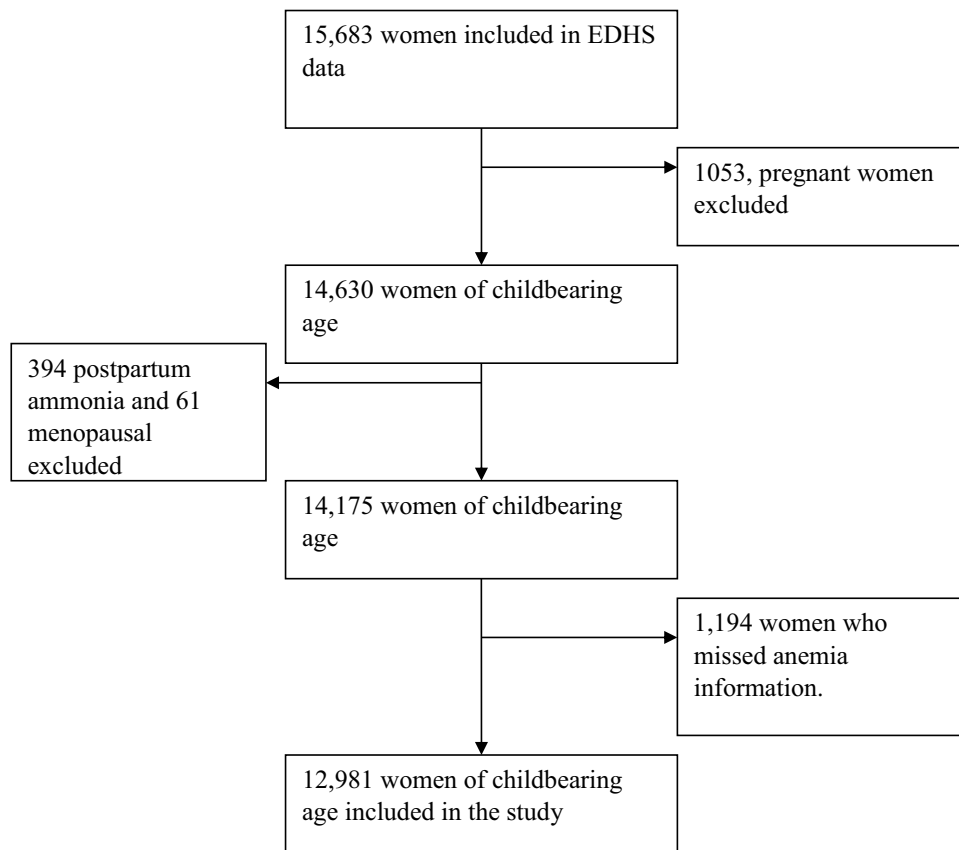 15,683 women included in EDHS
data
1053, pregnant women
excluded
14,630 women of childbearing
age
394 postpartum
ammonia and 61
menopausal
excluded
14,175 women of childbearing
age
1,194 women who
missed anemia
information.
12,981 women of childbearing
age included in the study